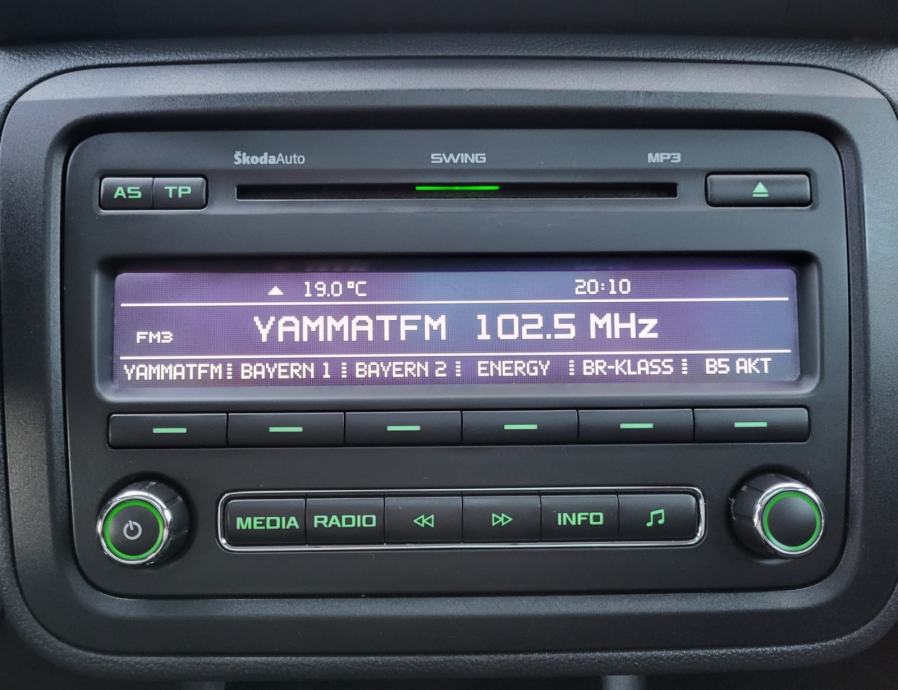 ŠkodaAuto SWING MP3
AS TP
19.0°C 20:10
FM3 YAMMATFM 102.5 MHz
YAMMATFM BAYERN 1 BAYERN 2 ENERGY BR-KLASS B5 AKT
MEDIA RADIO INFO